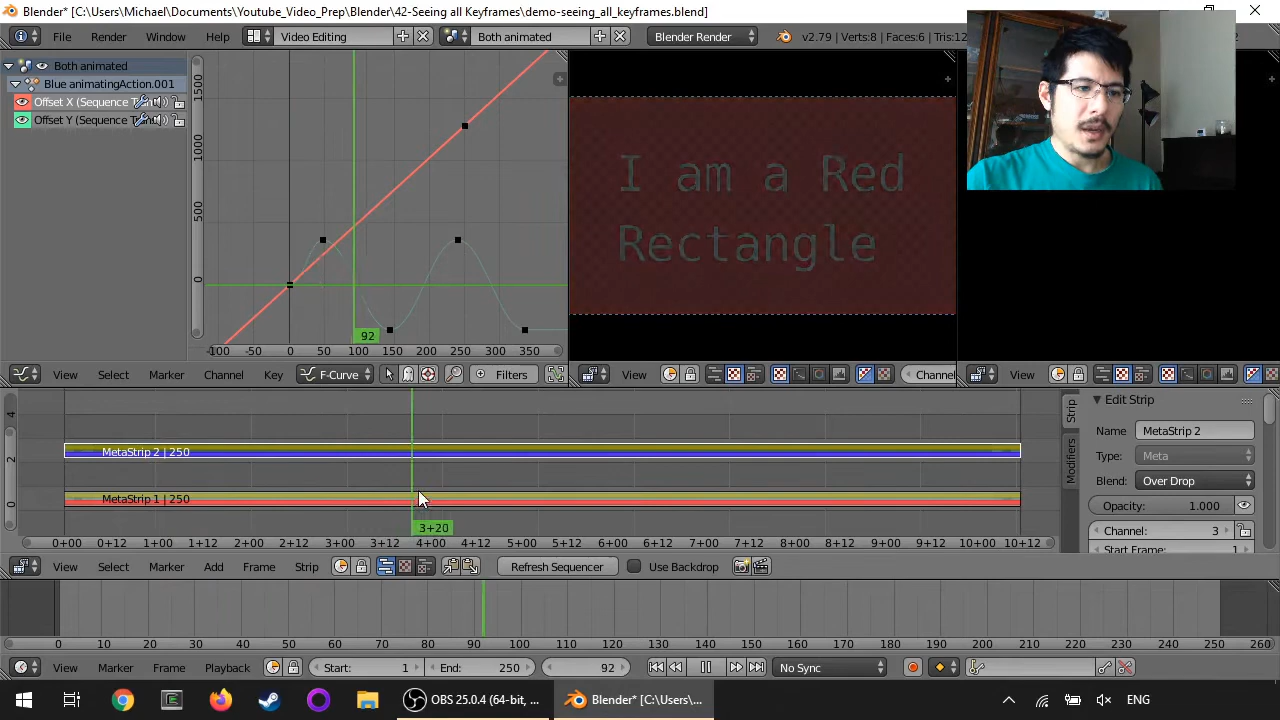 Blender* [C:\Users\Michael\Documents\Youtube_Video_Prep\Blender\42-Seeing all Keyframes\demo-seeing_all_keyframes.blend]
File Render Window Help Video Editing Both animated Blender Render v2.79 | Verts:8 | Faces:6 | Tris:12
Both animated
Blue animatingAction.001
Offset X (Sequence T
Offset Y (Sequence Tran
1500
1000
500
0
92
-100 -50 0 50 100 150 200 250 300 350
I am a Red
Rectangle
View Select Marker Channel Key F-Curve Filters
View Channel
View
4
2
0
MetaStrip 2 | 250
MetaStrip 1 | 250
3+20
0+00 0+12 0+00 0+12 3+12 4+00 0+12 5+00 0+12 6+00 6+12 7+00 7+12 8+00 8+12 9+00 9+12 10+00 10+12
Strip
Modifiers
Edit Strip
Name MetaStrip 2
Type: Meta
Blend: Over Drop
Opacity: 1.000
Channel: 3
Start Frame: 1
View Select Marker Add Frame Strip Refresh Sequencer Use Backdrop
0 10 20 30 40 50 60 70 80 90 100 110 120 130 140 150 160 170 180 190 200 210 220 230 240 250 260
View Marker Frame Playback Start: 1 End: 250 92 No Sync
OBS 25.0.4 (64-bit, ... Blender* [C:\Users\... ENG